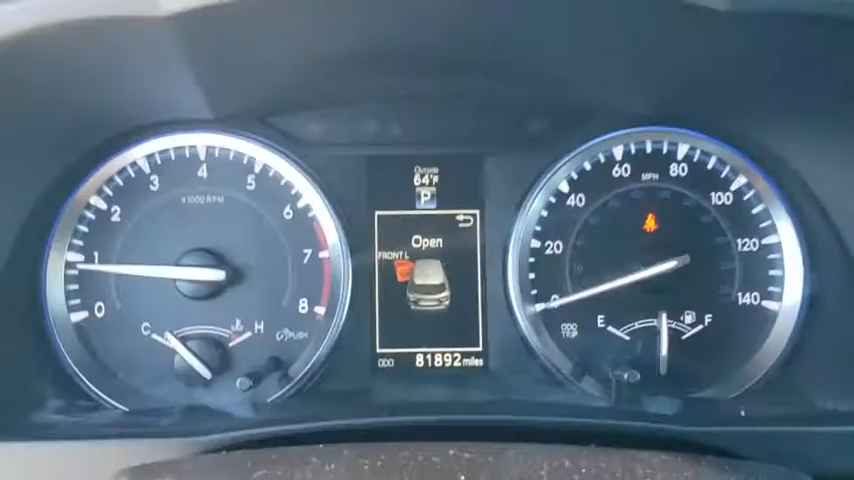 Outside
64°F
P
Open
FRONT L
ODO 81892 miles
x1000 RPM
0
1
2
3
4
5
6
7
8
C H
PUSH
MPH
0
20
40
60
80
100
120
140
ODO
TRIP
E F